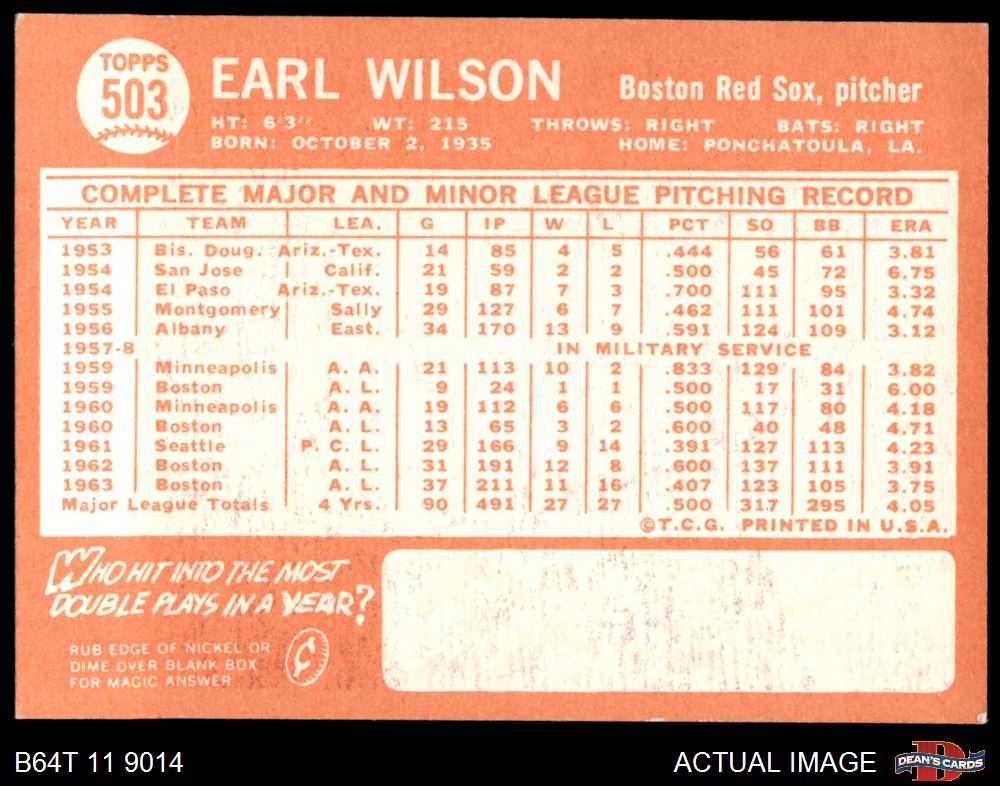 TOPPS
503
EARL WILSON
Boston Red Sox, pitcher
HT: 6'3" WT: 215 THROWS: RIGHT BATS: RIGHT
BORN: OCTOBER 2, 1935 HOME: PONCHATOULA, LA.
COMPLETE MAJOR AND MINOR LEAGUE PITCHING RECORD
YEAR TEAM LEA. G IP W L PCT SO BB ERA
1953 Bis. Doug. Ariz.-Tex. 14 85 4 5 .444 56 61 3.81
1954 San Jose Calif. 21 59 2 2 .500 45 72 6.75
1954 El Paso Ariz.-Tex. 19 87 7 3 .700 111 95 3.32
1955 Montgomery Sally 29 127 6 7 .462 111 101 4.74
1956 Albany East. 34 170 13 9 .591 124 109 3.12
1957-8 IN MILITARY SERVICE
1959 Minneapolis A. A. 21 113 10 2 .833 129 84 3.82
1959 Boston A. L. 9 24 1 1 .500 17 31 6.00
1960 Minneapolis A. A. 19 112 6 6 .500 117 80 4.18
1960 Boston A. L. 13 65 3 2 .600 40 48 4.71
1961 Seattle P. C. L. 29 166 9 14 .391 127 113 4.23
1962 Boston A. L. 31 191 12 8 .600 137 111 3.91
1963 Boston A. L. 37 211 11 16 .407 123 105 3.75
Major League Totals 4 Yrs. 90 491 27 27 .500 317 295 4.05
©T.C.G. PRINTED IN U.S.A.
WHO HIT INTO THE MOST
DOUBLE PLAYS IN A YEAR?
RUB EDGE OF NICKEL OR
DIME OVER BLANK BOX
FOR MAGIC ANSWER
¢
B64T 11 9014
ACTUAL IMAGE
D
DEAN'S CARDS